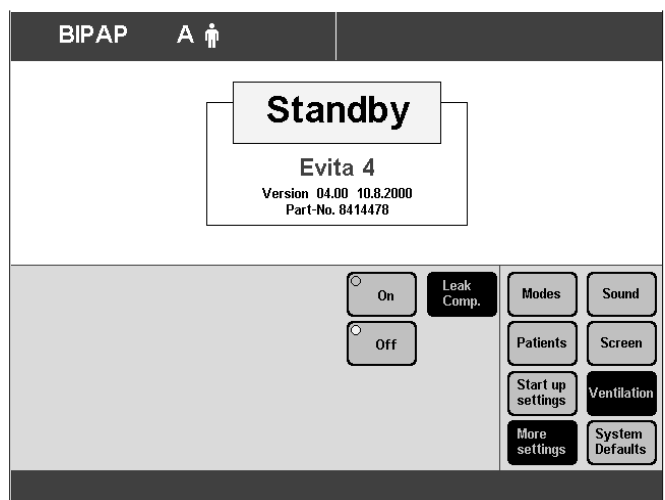 BIPAP A
Standby
Evita 4
Version 04.00 10.8.2000
Part-No. 8414478
On
Leak
Comp.
Modes
Sound
Off
Patients
Screen
Start up
settings
Ventilation
More
settings
System
Defaults